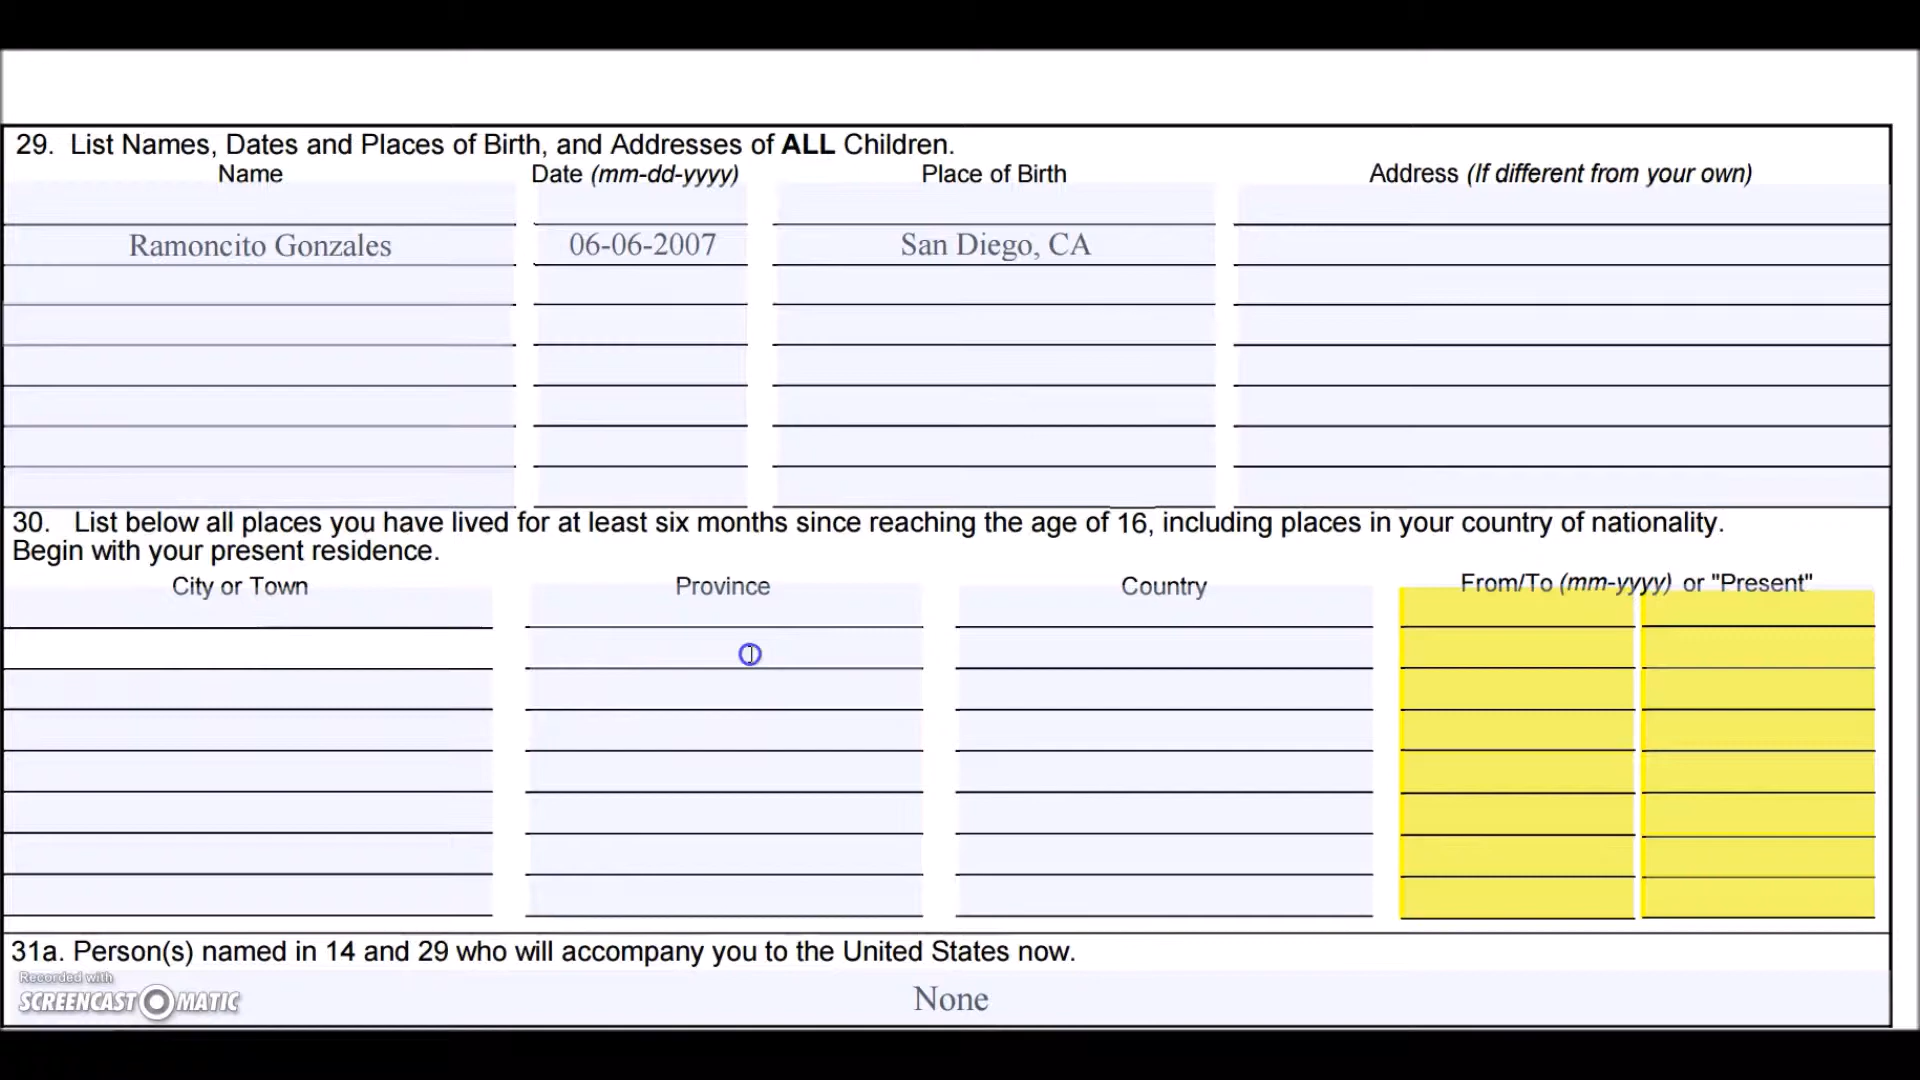 29. List Names, Dates and Places of Birth, and Addresses of ALL Children.
Name Date (mm-dd-yyyy) Place of Birth Address (If different from your own)
Ramoncito Gonzales 06-06-2007 San Diego, CA
30. List below all places you have lived for at least six months since reaching the age of 16, including places in your country of nationality.
Begin with your present residence.
City or Town Province Country From/To (mm-yyyy) or "Present"
31a. Person(s) named in 14 and 29 who will accompany you to the United States now.
None
Recorded with
SCREENCAST MATIC